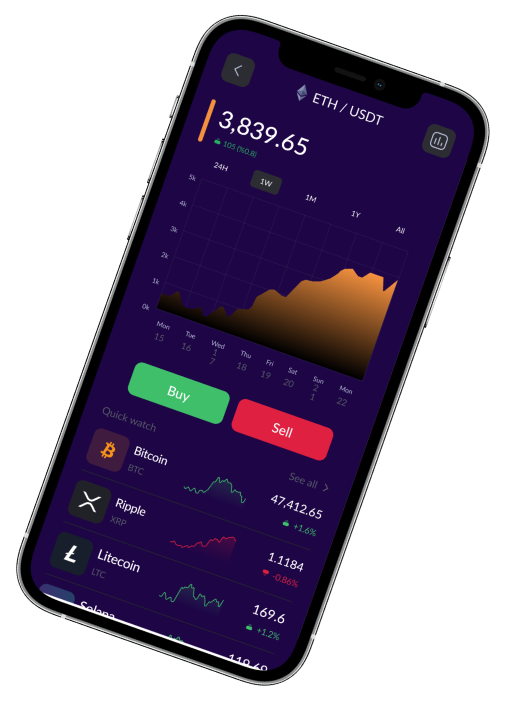 ETH / USDT
3,839.65
105 (%0.8)
24H 1W 1M 1Y All
5k
4k
3k
2k
1k
0k
Mon Tue Wed Thu Fri Sat Sun Mon
15 16 17 18 19 20 21 22
Buy Sell
Quick watch See all
Bitcoin 47,412.65
BTC +1.6%
Ripple 1.1184
XRP -0.86%
Litecoin 169.6
LTC +1.2%
Solana